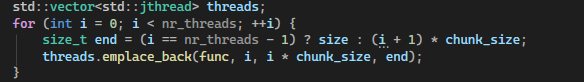 std::vector<std::jthread> threads;
for (int i = 0; i < nr_threads; ++i) {
    size_t end = (i == nr_threads - 1) ? size : (i + 1) * chunk_size;
    threads.emplace_back(func, i, i * chunk_size, end);
}